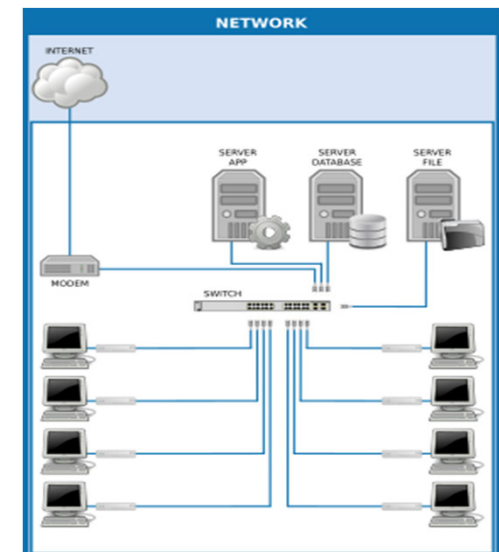 NETWORK
INTERNET
SERVER
APP
SERVER
DATABASE
SERVER
FILE
MODEM
SWITCH